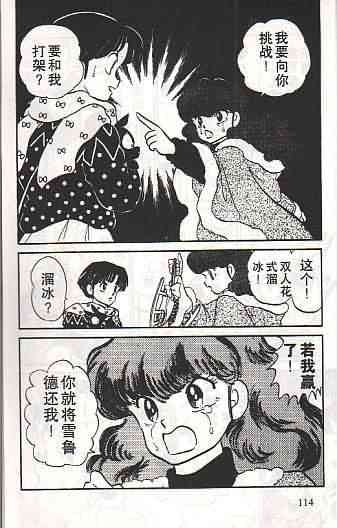 我要向你
挑战！
要和我
打架？
这个！
双人花
式溜
冰！
溜冰？
若我赢
了！
你就将雪鲁
德还我！
114